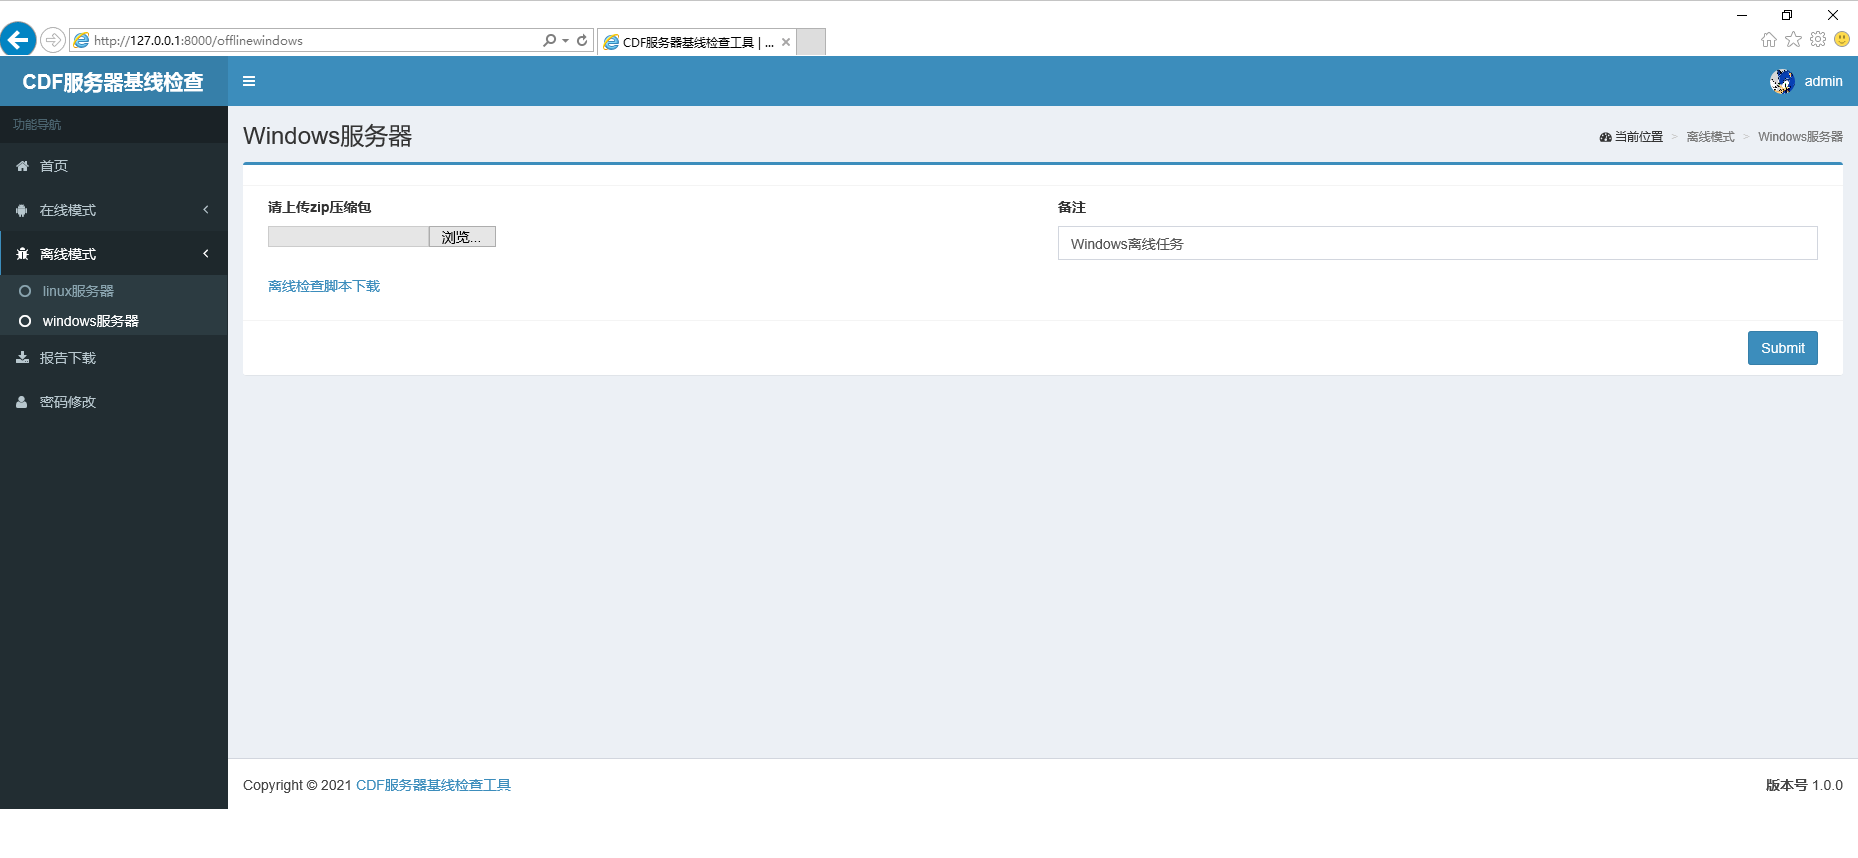 http://127.0.0.1:8000/offlinewindows
CDF服务器基线检查工具 | ...
CDF服务器基线检查
admin
功能导航
首页
在线模式
离线模式
linux服务器
windows服务器
报告下载
密码修改
Windows服务器
当前位置 > 离线模式 > Windows服务器
请上传zip压缩包
浏览...
离线检查脚本下载
备注
Windows离线任务
Submit
Copyright © 2021 CDF服务器基线检查工具
版本号 1.0.0